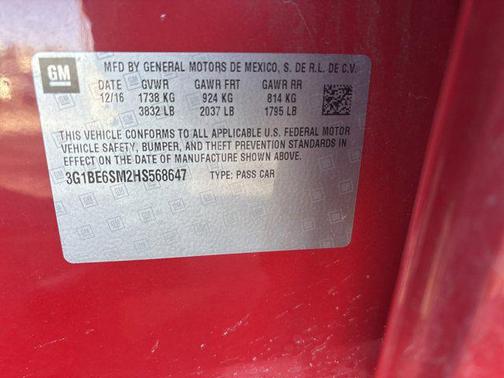 GM
MFD BY GENERAL MOTORS DE MEXICO, S. DE R.L. DE C.V.
DATE GVWR GAWR FRT GAWR RR
12/16 1738 KG 924 KG 814 KG
3832 LB 2037 LB 1795 LB
THIS VEHICLE CONFORMS TO ALL APPLICABLE U.S. FEDERAL MOTOR
VEHICLE SAFETY, BUMPER, AND THEFT PREVENTION STANDARDS
IN EFFECT ON THE DATE OF MANUFACTURE SHOWN ABOVE.
3G1BE6SM2HS568647 TYPE: PASS CAR